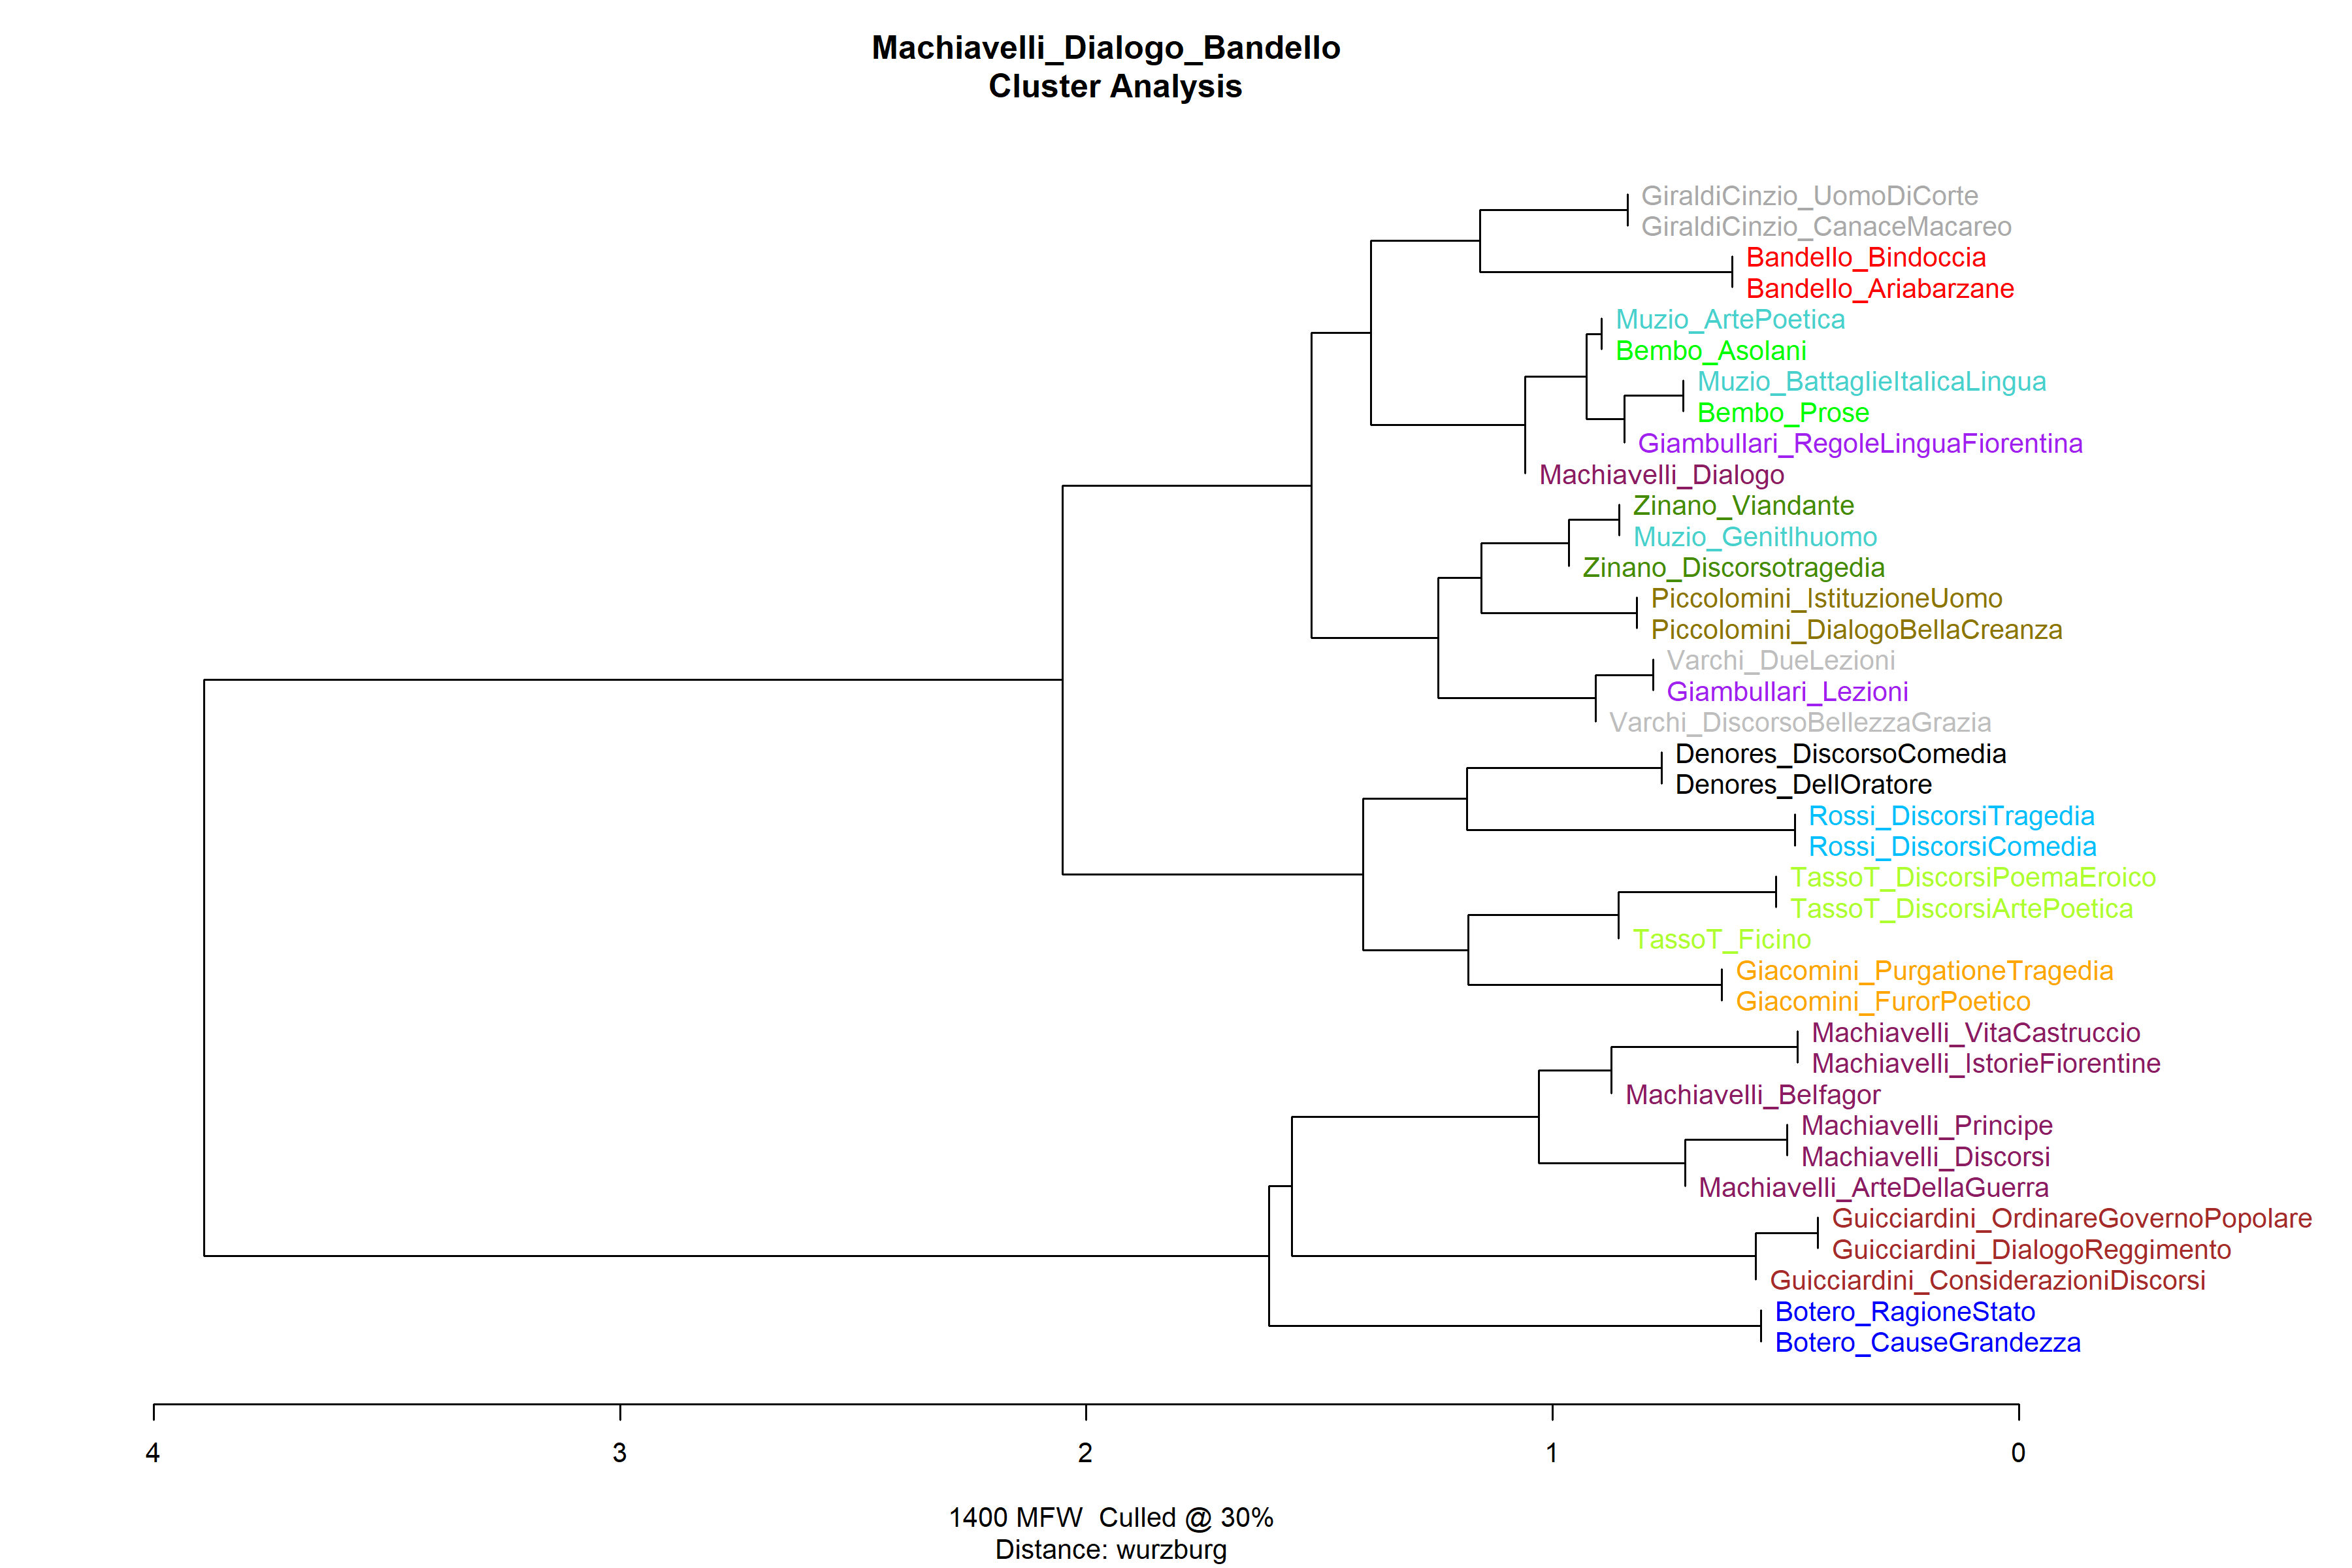 Machiavelli_Dialogo_Bandello
Cluster Analysis
GiraldiCinzio_UomoDiCorte
GiraldiCinzio_CanaceMacareo
Bandello_Bindoccia
Bandello_Ariabarzane
Muzio_ArtePoetica
Bembo_Asolani
Muzio_BattaglieItalicaLingua
Bembo_Prose
Giambullari_RegoleLinguaFiorentina
Machiavelli_Dialogo
Zinano_Viandante
Muzio_Genitlhuomo
Zinano_Discorsotragedia
Piccolomini_IstituzioneUomo
Piccolomini_DialogoBellaCreanza
Varchi_DueLezioni
Giambullari_Lezioni
Varchi_DiscorsoBellezzaGrazia
Denores_DiscorsoComedia
Denores_DellOratore
Rossi_DiscorsiTragedia
Rossi_DiscorsiComedia
TassoT_DiscorsiPoemaEroico
TassoT_DiscorsiArtePoetica
TassoT_Ficino
Giacomini_PurgationeTragedia
Giacomini_FurorPoetico
Machiavelli_VitaCastruccio
Machiavelli_IstorieFiorentine
Machiavelli_Belfagor
Machiavelli_Principe
Machiavelli_Discorsi
Machiavelli_ArteDellaGuerra
Guicciardini_OrdinareGovernoPopolare
Guicciardini_DialogoReggimento
Guicciardini_ConsiderazioniDiscorsi
Botero_RagioneStato
Botero_CauseGrandezza
4 3 2 1 0
1400 MFW  Culled @ 30%
Distance: wurzburg